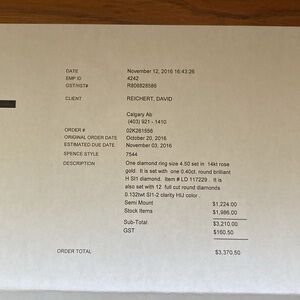 DATE November 12, 2016 16:43:26
EMP ID 4242
GST/HST# R808828586
CLIENT REICHERT, DAVID
Calgary Ab
(403) 921 - 1410
ORDER # 02K261556
ORIGINAL ORDER DATE October 20, 2016
ESTIMATED DUE DATE November 03, 2016
SPENCE STYLE 7544
DESCRIPTION One diamond ring size 4.50 set in 14kt rose
gold. It is set with one 0.40ct. round brilliant
H SI1 diamond. Item # LD 117229 . It is
also set with 12 full cut round diamonds
0.132twt SI1-2 clarity HIJ color .
Semi Mount $1,224.00
Stock Items $1,986.00
Sub-Total $3,210.00
GST $160.50
ORDER TOTAL $3,370.50